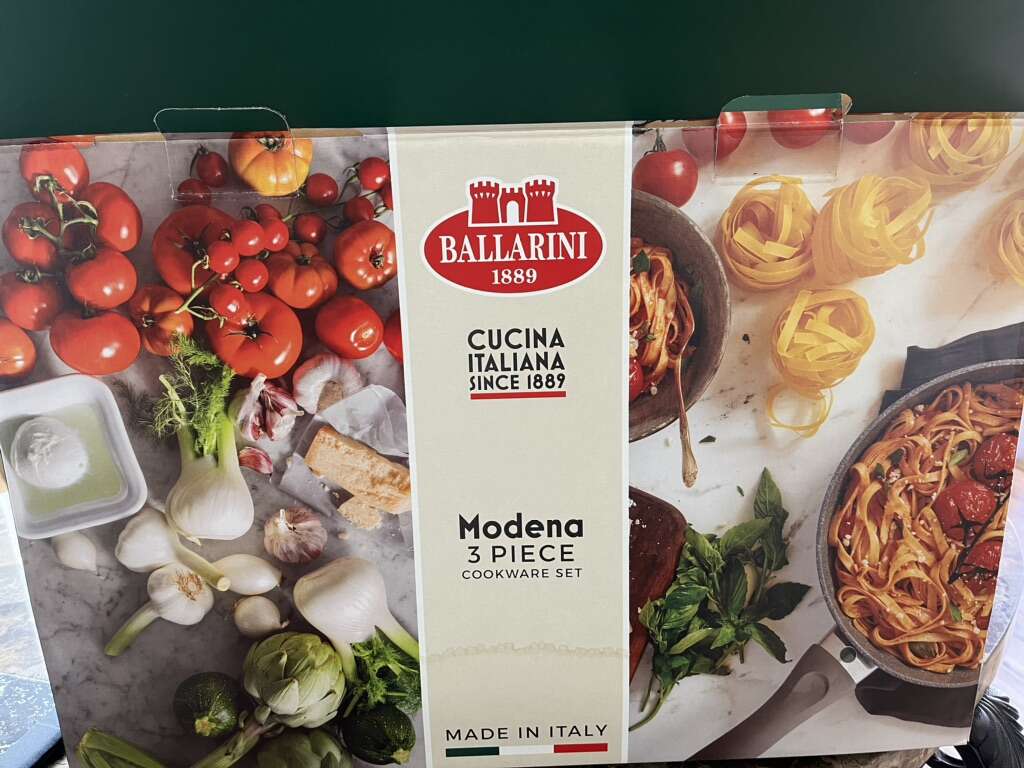 BALLARINI
1889
CUCINA
ITALIANA
SINCE 1889
Modena
3 PIECE
COOKWARE SET
MADE IN ITALY